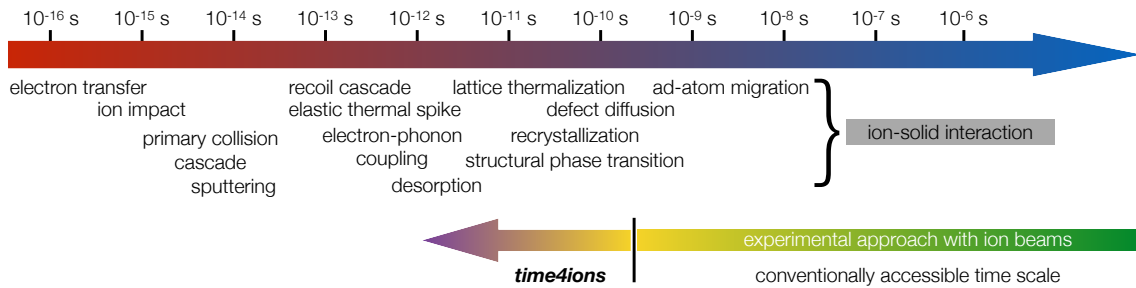 10⁻¹⁶ s 10⁻¹⁵ s 10⁻¹⁴ s 10⁻¹³ s 10⁻¹² s 10⁻¹¹ s 10⁻¹⁰ s 10⁻⁹ s 10⁻⁸ s 10⁻⁷ s 10⁻⁶ s
electron transfer recoil cascade lattice thermalization ad-atom migration
ion impact elastic thermal spike defect diffusion
primary collision electron-phonon recrystallization ion-solid interaction
cascade coupling structural phase transition
sputtering desorption
experimental approach with ion beams
time4ions conventionally accessible time scale